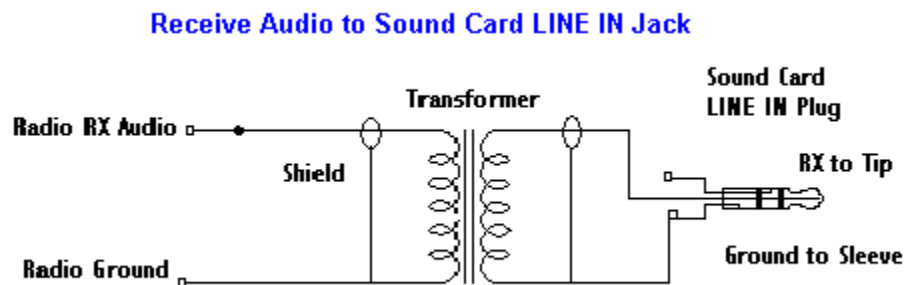 Receive Audio to Sound Card LINE IN Jack
Sound Card
LINE IN Plug
Transformer
Radio RX Audio
Shield
RX to Tip
Ground to Sleeve
Radio Ground